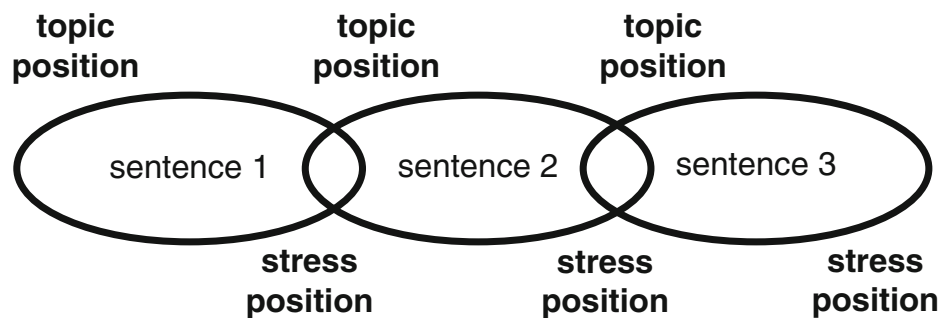 topic
position
topic
position
topic
position
sentence 1
sentence 2
sentence 3
stress
position
stress
position
stress
position